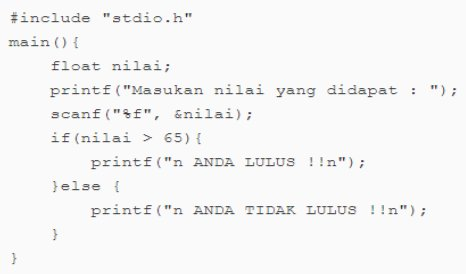 #include "stdio.h"
main(){
    float nilai;
    printf("Masukan nilai yang didapat : ");
    scanf("%f", &nilai);
    if(nilai > 65){
        printf("n ANDA LULUS !!n");
    }else {
        printf("n ANDA TIDAK LULUS !!n");
    }
}